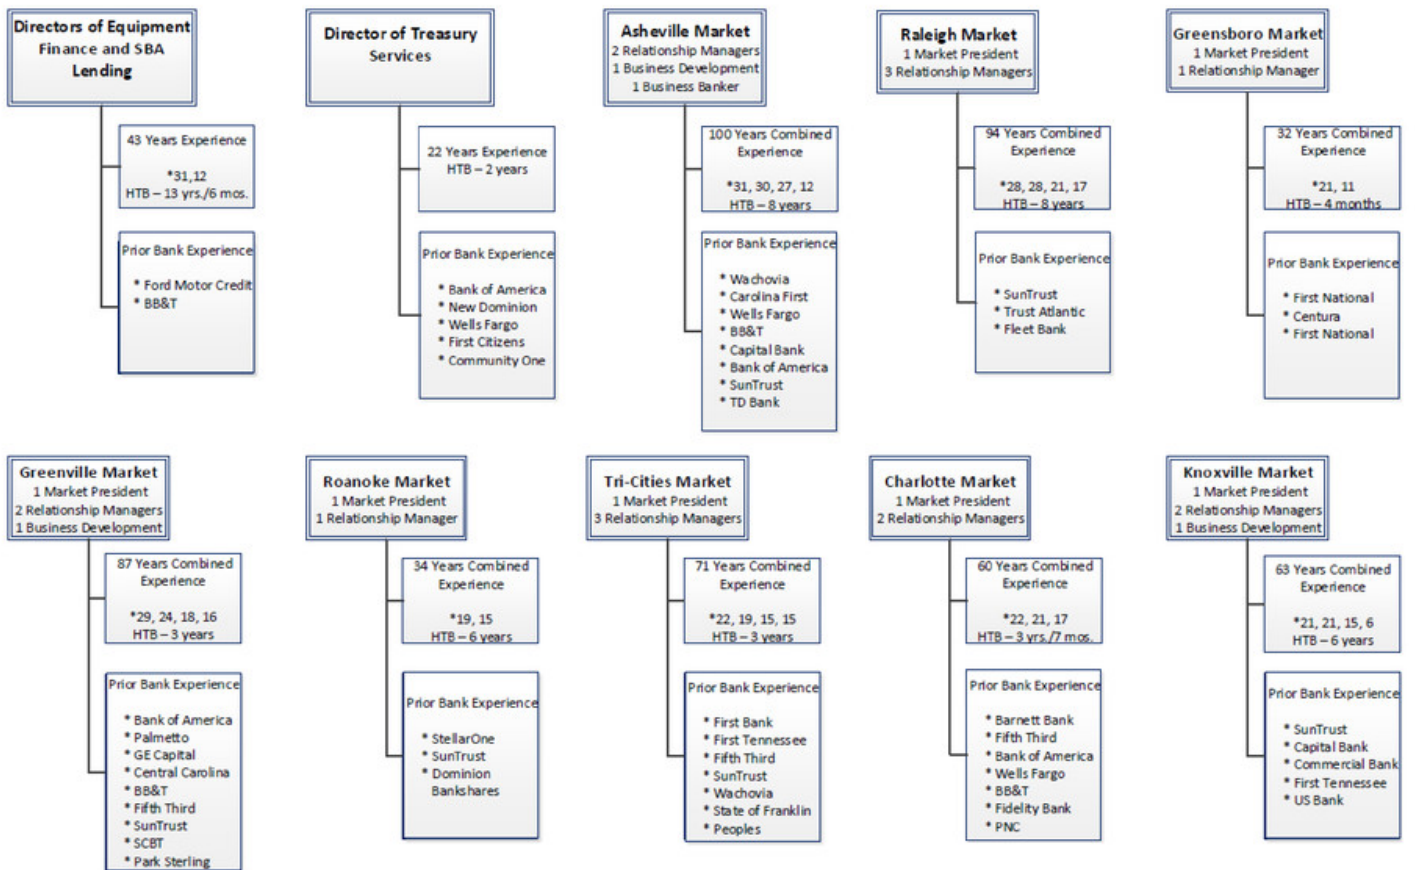 Directors of Equipment
Finance and SBA
Lending
43 Years Experience
*31,12
HTB – 13 yrs./6 mos.
Prior Bank Experience
* Ford Motor Credit
* BB&T
Director of Treasury
Services
22 Years Experience
HTB – 2 years
Prior Bank Experience
* Bank of America
* New Dominion
* Wells Fargo
* First Citizens
* Community One
Asheville Market
2 Relationship Managers
1 Business Development
1 Business Banker
100 Years Combined
Experience
*31, 30, 27, 12
HTB – 8 years
Prior Bank Experience
* Wachovia
* Carolina First
* Wells Fargo
* BB&T
* Capital Bank
* Bank of America
* SunTrust
* TD Bank
Raleigh Market
1 Market President
3 Relationship Managers
94 Years Combined
Experience
*28, 28, 21, 17
HTB – 8 years
Prior Bank Experience
* SunTrust
* Trust Atlantic
* Fleet Bank
Greensboro Market
1 Market President
1 Relationship Manager
32 Years Combined
Experience
*21, 11
HTB – 4 months
Prior Bank Experience
* First National
* Centura
* First National
Greenville Market
1 Market President
2 Relationship Managers
1 Business Development
87 Years Combined
Experience
*29, 24, 18, 16
HTB – 3 years
Prior Bank Experience
* Bank of America
* Palmetto
* GE Capital
* Central Carolina
* BB&T
* Fifth Third
* SunTrust
* SCBT
* Park Sterling
Roanoke Market
1 Market President
1 Relationship Manager
34 Years Combined
Experience
*19, 15
HTB – 6 years
Prior Bank Experience
* StellarOne
* SunTrust
* Dominion
Bankshares
Tri-Cities Market
1 Market President
3 Relationship Managers
71 Years Combined
Experience
*22, 19, 15, 15
HTB – 3 years
Prior Bank Experience
* First Bank
* First Tennessee
* Fifth Third
* SunTrust
* Wachovia
* State of Franklin
* Peoples
Charlotte Market
1 Market President
2 Relationship Managers
60 Years Combined
Experience
*22, 21, 17
HTB – 3 yrs./7 mos.
Prior Bank Experience
* Barnett Bank
* Fifth Third
* Bank of America
* Wells Fargo
* BB&T
* Fidelity Bank
* PNC
Knoxville Market
1 Market President
2 Relationship Managers
1 Business Development
63 Years Combined
Experience
*21, 21, 15, 6
HTB – 6 years
Prior Bank Experience
* SunTrust
* Capital Bank
* Commercial Bank
* First Tennessee
* US Bank